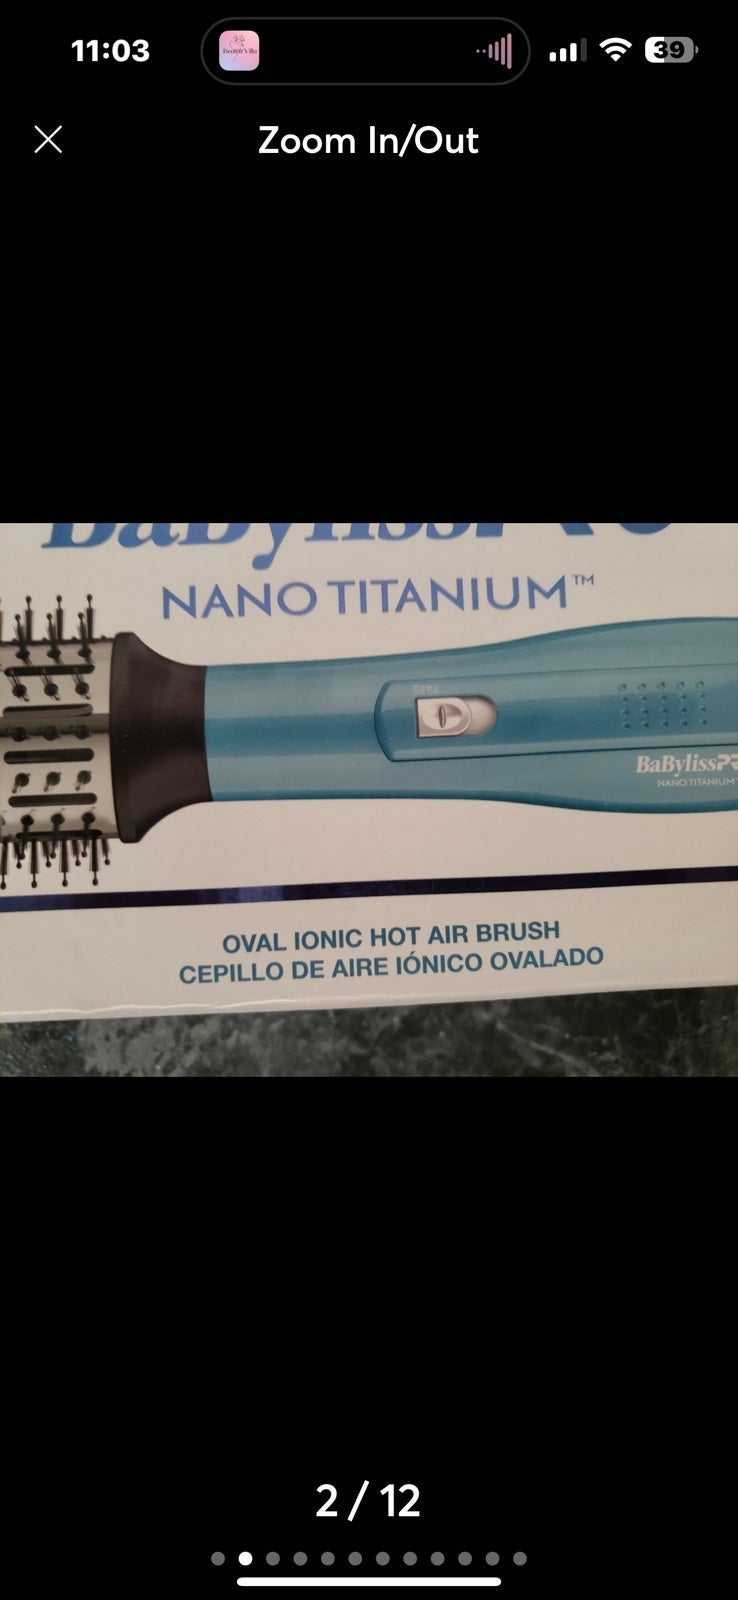 11:03
39
Zoom In/Out
BaBylissPRO
NANO TITANIUM™
BaBylissPR
NANO TITANIUM
OVAL IONIC HOT AIR BRUSH
CEPILLO DE AIRE IÓNICO OVALADO
2 / 12